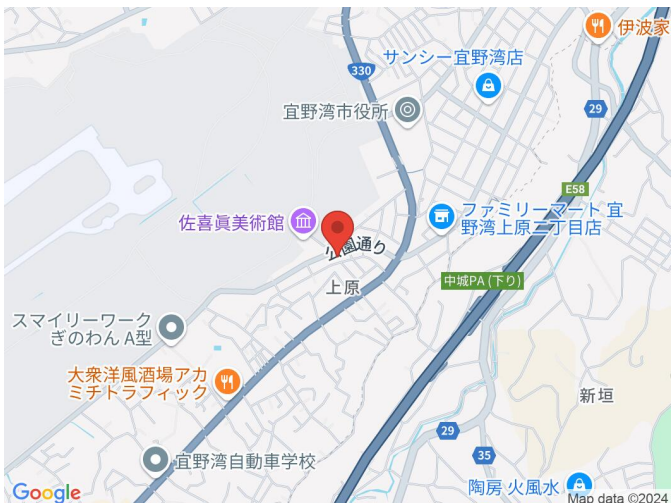 伊波家
サンシー宜野湾店
330
29
宜野湾市役所
E58
佐喜眞美術館
ファミリーマート 宜
野湾上原二丁目店
公園通り
中城PA (下り)
上原
スマイリーワーク
ぎのわん A型
大衆洋風酒場アカ
ミチトラフィック
新垣
29
35
宜野湾自動車学校
陶房 火風水
Google
Map data ©2024